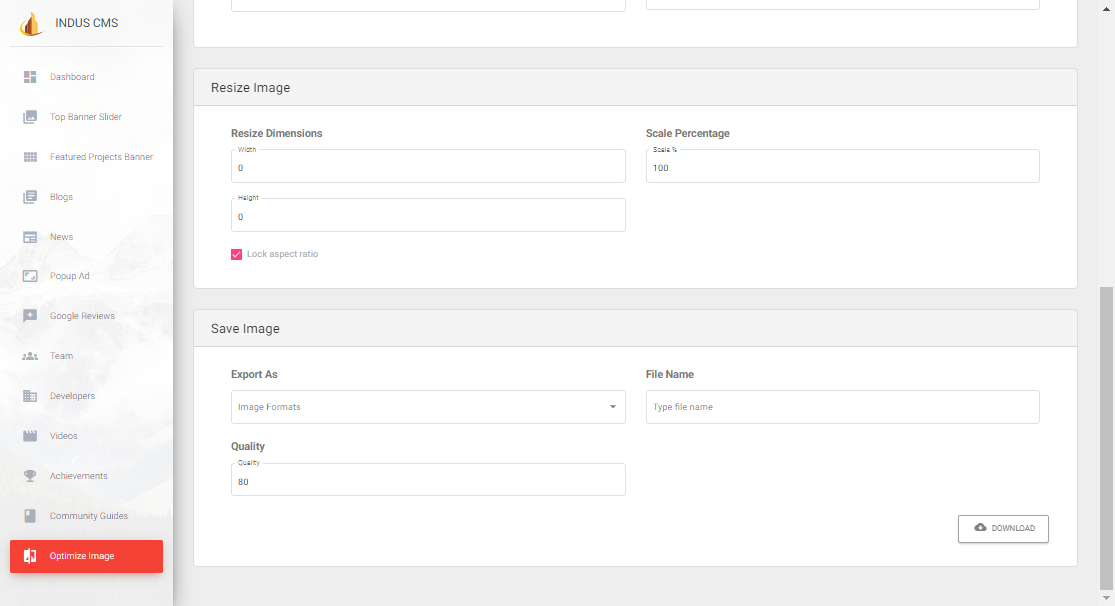 INDUS CMS
Dashboard
Top Banner Slider
Featured Projects Banner
Blogs
News
Popup Ad
Google Reviews
Team
Developers
Videos
Achievements
Community Guides
Optimize Image
Resize Image
Resize Dimensions
Width
0
Height
0
Lock aspect ratio
Scale Percentage
Scale %
100
Save Image
Export As
Image Formats
File Name
Type file name
Quality
Quality
80
DOWNLOAD